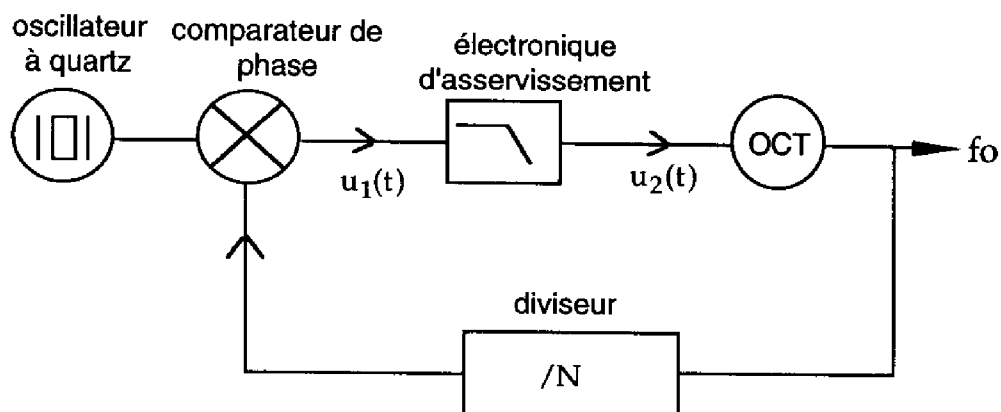 oscillateur
à quartz
comparateur de
phase
électronique
d'asservissement
OCT
fo
u₁(t)
u₂(t)
diviseur
/N